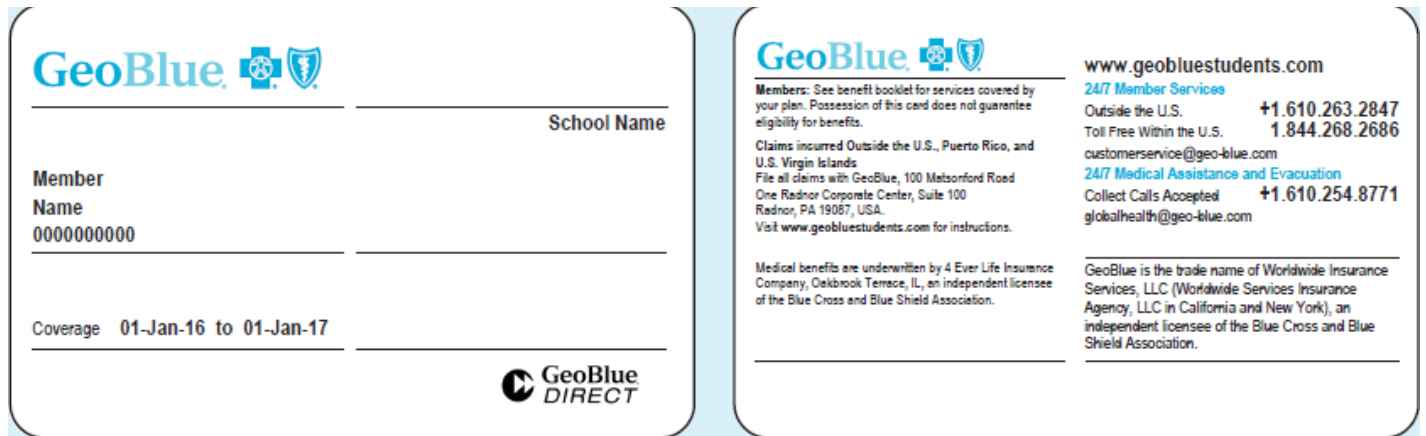 GeoBlue
School Name
Member
Name
0000000000
Coverage 01-Jan-16 to 01-Jan-17
GeoBlue
DIRECT
GeoBlue
Members: See benefit booklet for services covered by
your plan. Possession of this card does not guarantee
eligibility for benefits.
Claims incurred Outside the U.S., Puerto Rico, and
U.S. Virgin Islands
File all claims with GeoBlue, 100 Matsonford Road
One Radnor Corporate Center, Suite 100
Radnor, PA 19087, USA.
Visit www.geobluestudents.com for instructions.
Medical benefits are underwritten by 4 Ever Life Insurance
Company, Oakbrook Terrace, IL, an independent licensee
of the Blue Cross and Blue Shield Association.
www.geobluestudents.com
24/7 Member Services
Outside the U.S. +1.610.263.2847
Toll Free Within the U.S. 1.844.268.2686
customerservice@geo-blue.com
24/7 Medical Assistance and Evacuation
Collect Calls Accepted +1.610.254.8771
globalhealth@geo-blue.com
GeoBlue is the trade name of Worldwide Insurance
Services, LLC (Worldwide Services Insurance
Agency, LLC in California and New York), an
independent licensee of the Blue Cross and Blue
Shield Association.